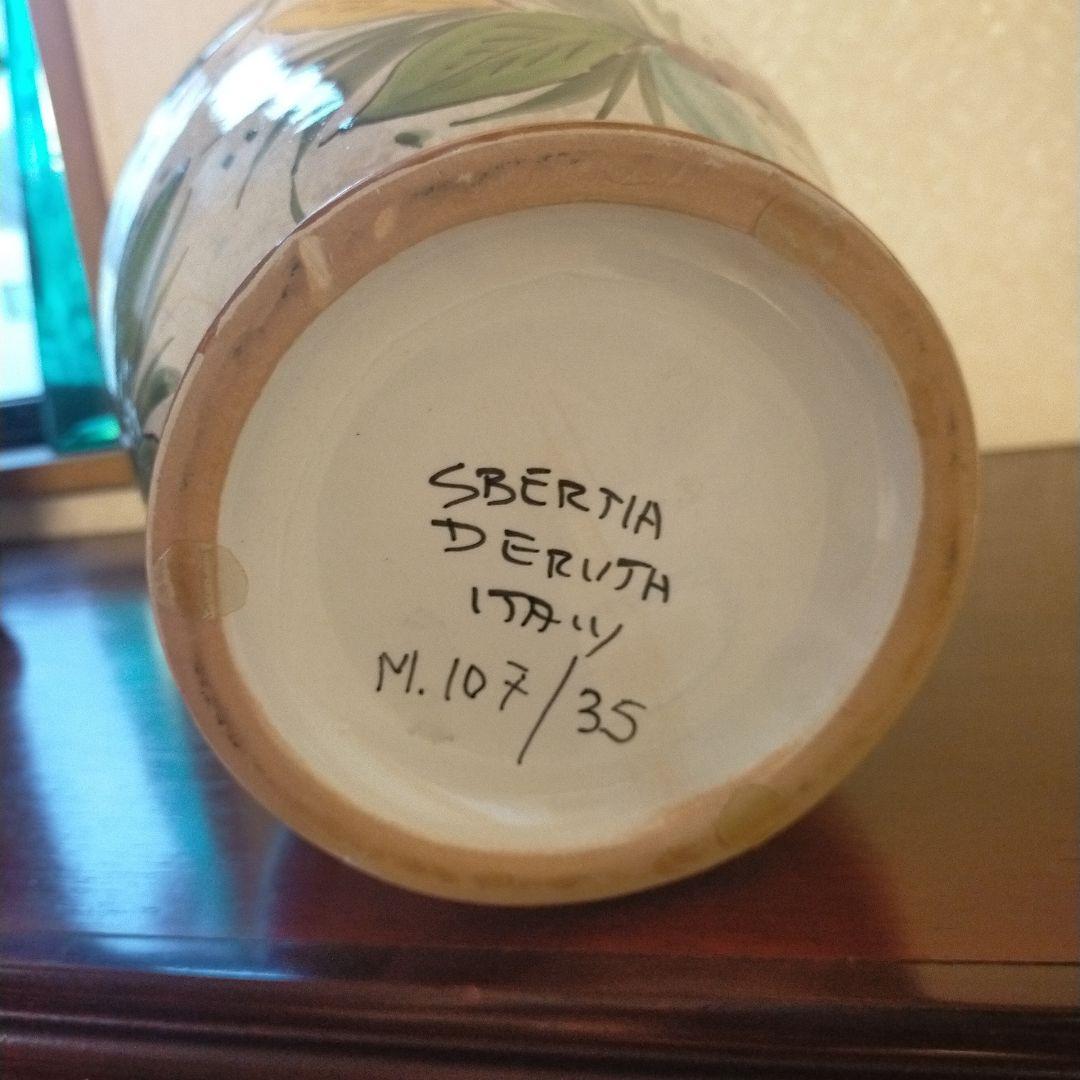 SBERTIA
DERUTA
ITALY
M.107/35